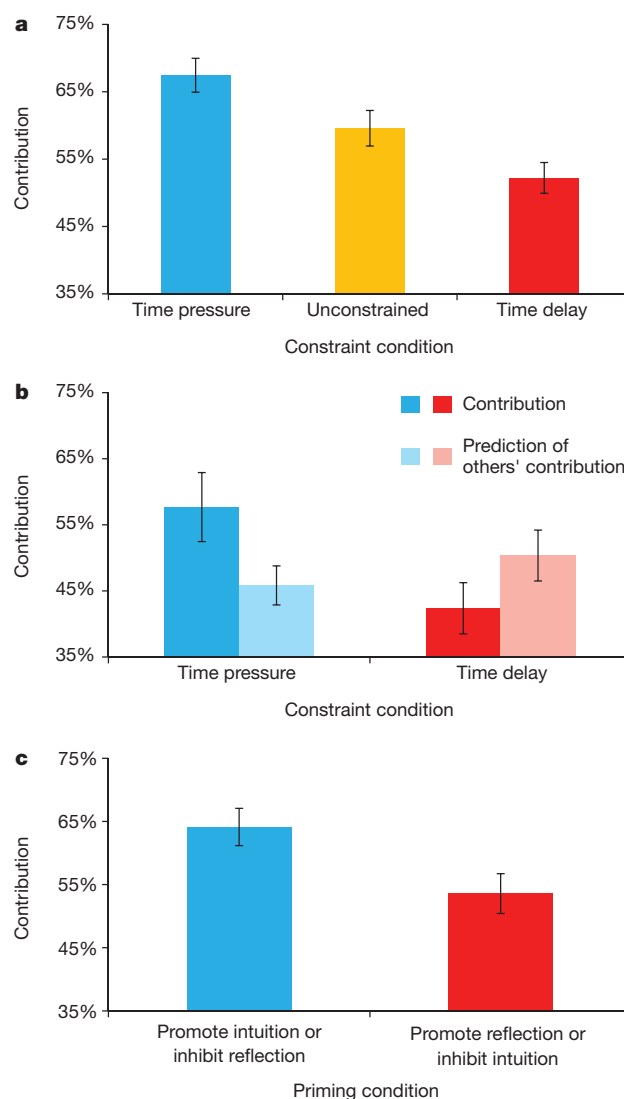 a
75%
65%
55%
45%
35%
Contribution
Time pressure Unconstrained Time delay
Constraint condition
b
75%
65%
55%
45%
35%
Contribution
Contribution
Prediction of
others' contribution
Time pressure Time delay
Constraint condition
c
75%
65%
55%
45%
35%
Contribution
Promote intuition or
inhibit reflection
Promote reflection or
inhibit intuition
Priming condition